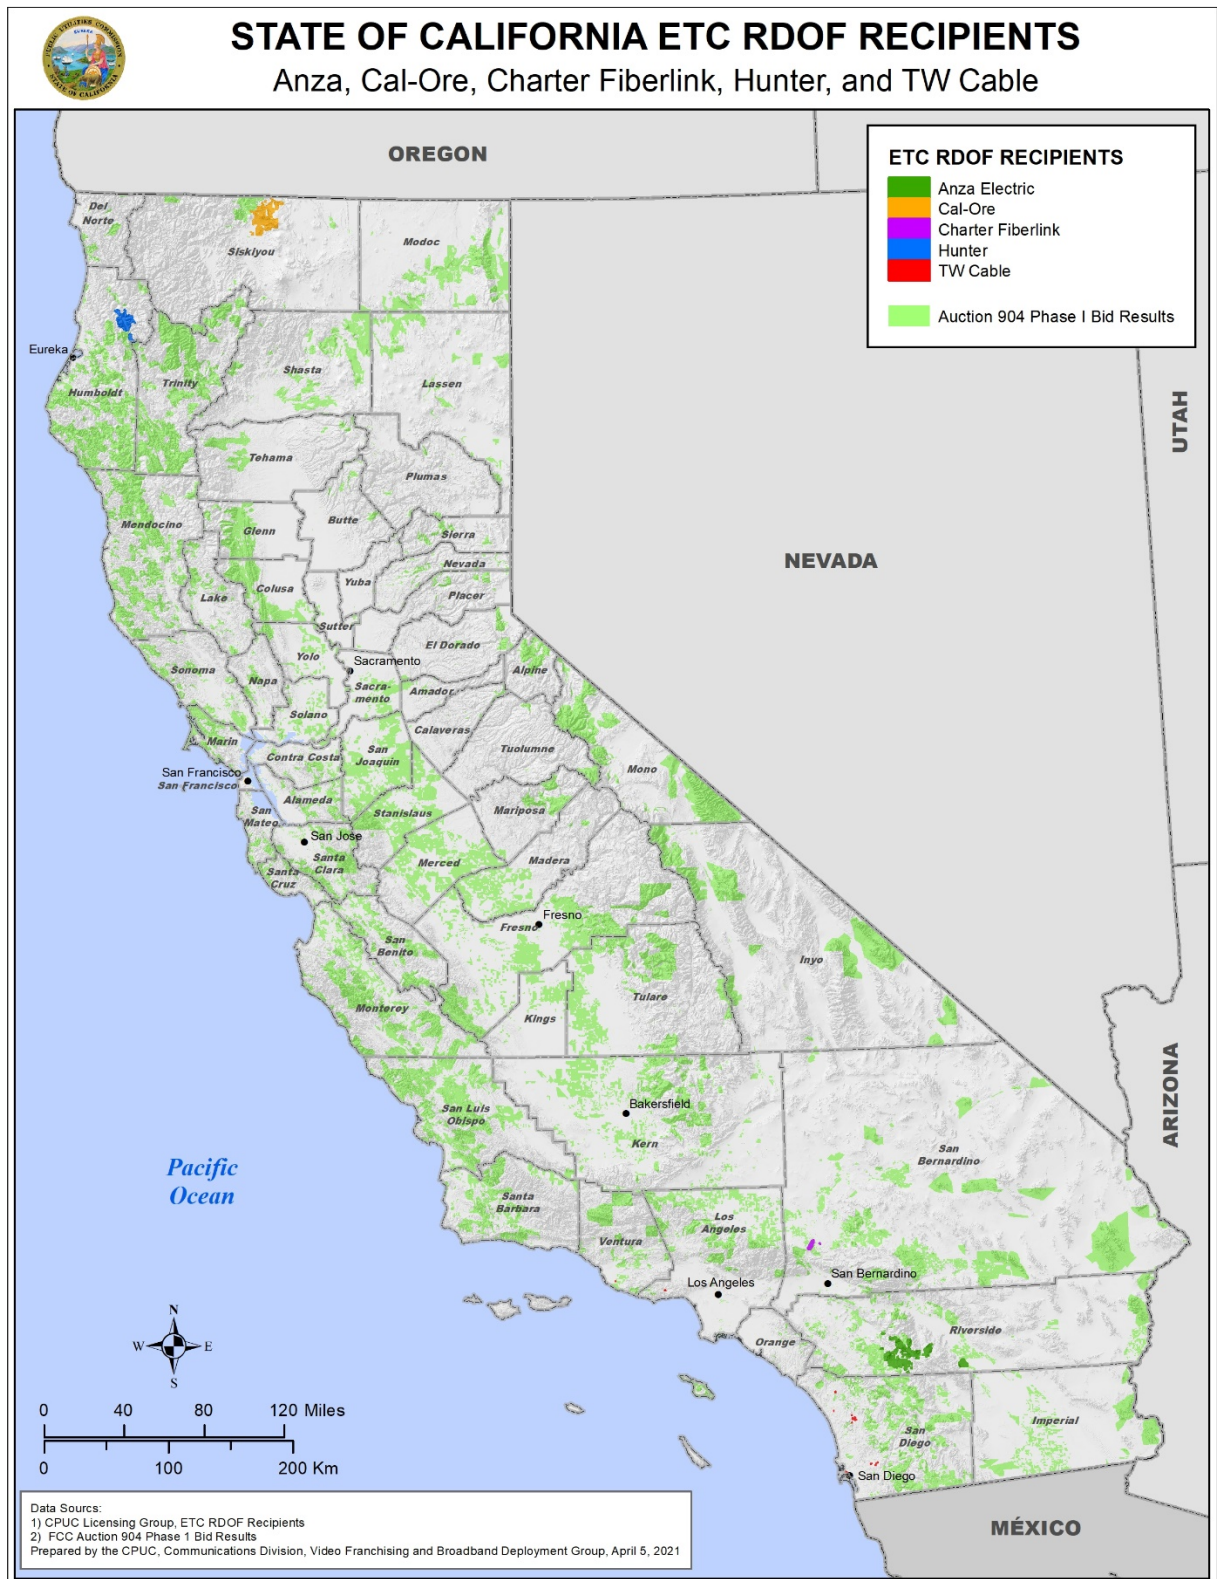 STATE OF CALIFORNIA ETC RDOF RECIPIENTS
Anza, Cal-Ore, Charter Fiberlink, Hunter, and TW Cable
PUBLIC UTILITIES COMMISSION
STATE OF CALIFORNIA
OREGON
ETC RDOF RECIPIENTS
Anza Electric
Cal-Ore
Charter Fiberlink
Hunter
TW Cable
Auction 904 Phase I Bid Results
Del
Norte
Siskiyou
Modoc
Eureka
Humboldt
Trinity
Shasta
Lassen
UTAH
Tehama
Plumas
Mendocino
Glenn
Butte
Sierra
NEVADA
Nevada
Yuba
Colusa
Lake
Placer
Sutter
El Dorado
Yolo
Sacramento
Sonoma
Napa
Sacra-
mento
Amador
Alpine
Solano
Calaveras
Marin
Contra Costa
San
Joaquin
Tuolumne
Mono
San Francisco
San Francisco
Alameda
San
Mateo
Stanislaus
Mariposa
San Jose
Santa
Clara
Santa
Cruz
Merced
Madera
Fresno
Fresno
San
Benito
Inyo
Monterey
Kings
Tulare
ARIZONA
San Luis
Obispo
Bakersfield
Kern
San
Bernardino
Pacific
Ocean
Santa
Barbara
Ventura
Los
Angeles
Los Angeles
San Bernardino
Orange
Riverside
N
W E
S
San
Diego
Imperial
San Diego
0 40 80 120 Miles
0 100 200 Km
MÉXICO
Data Sourcs:
1) CPUC Licensing Group, ETC RDOF Recipients
2) FCC Auction 904 Phase 1 Bid Results
Prepared by the CPUC, Communications Division, Video Franchising and Broadband Deployment Group, April 5, 2021